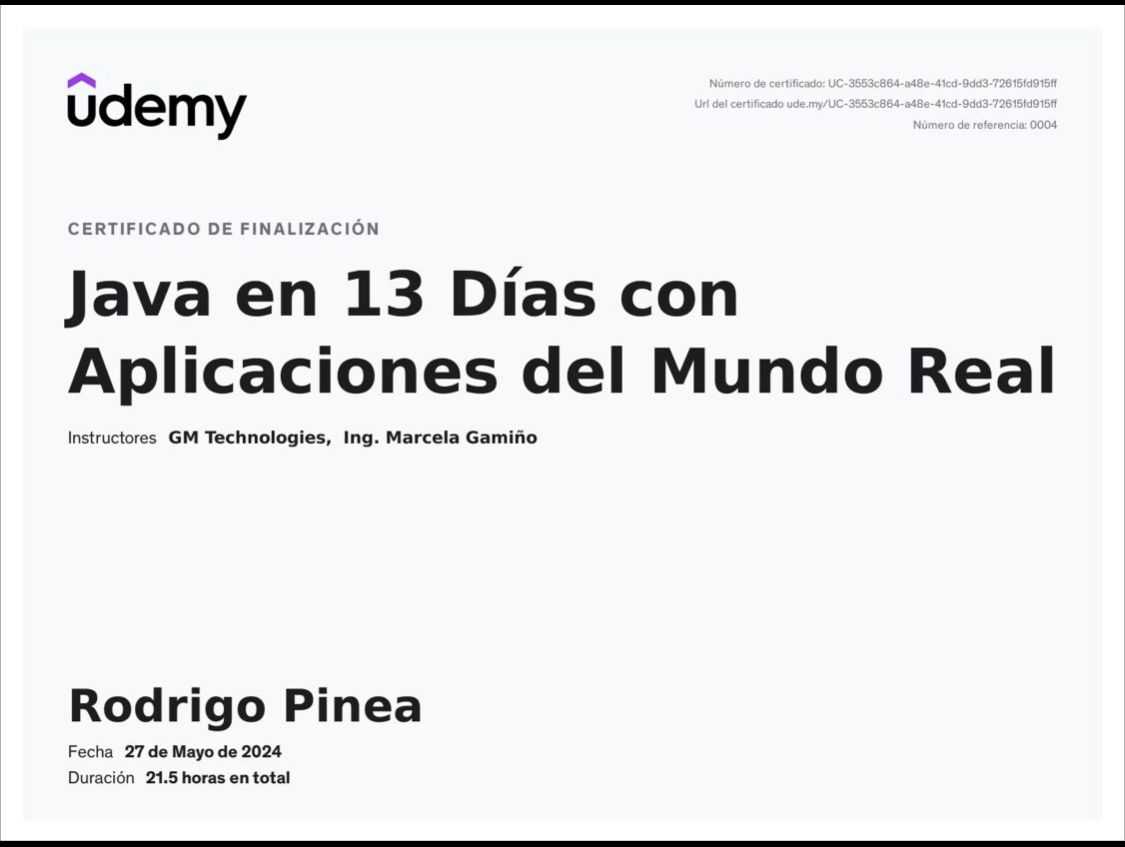 ûdemy
Número de certificado: UC-3553c864-a48e-41cd-9dd3-72615fd915ff
Url del certificado ude.my/UC-3553c864-a48e-41cd-9dd3-72615fd915ff
Número de referencia: 0004
CERTIFICADO DE FINALIZACIÓN
Java en 13 Días con
Aplicaciones del Mundo Real
Instructores GM Technologies, Ing. Marcela Gamiño
Rodrigo Pinea
Fecha 27 de Mayo de 2024
Duración 21.5 horas en total